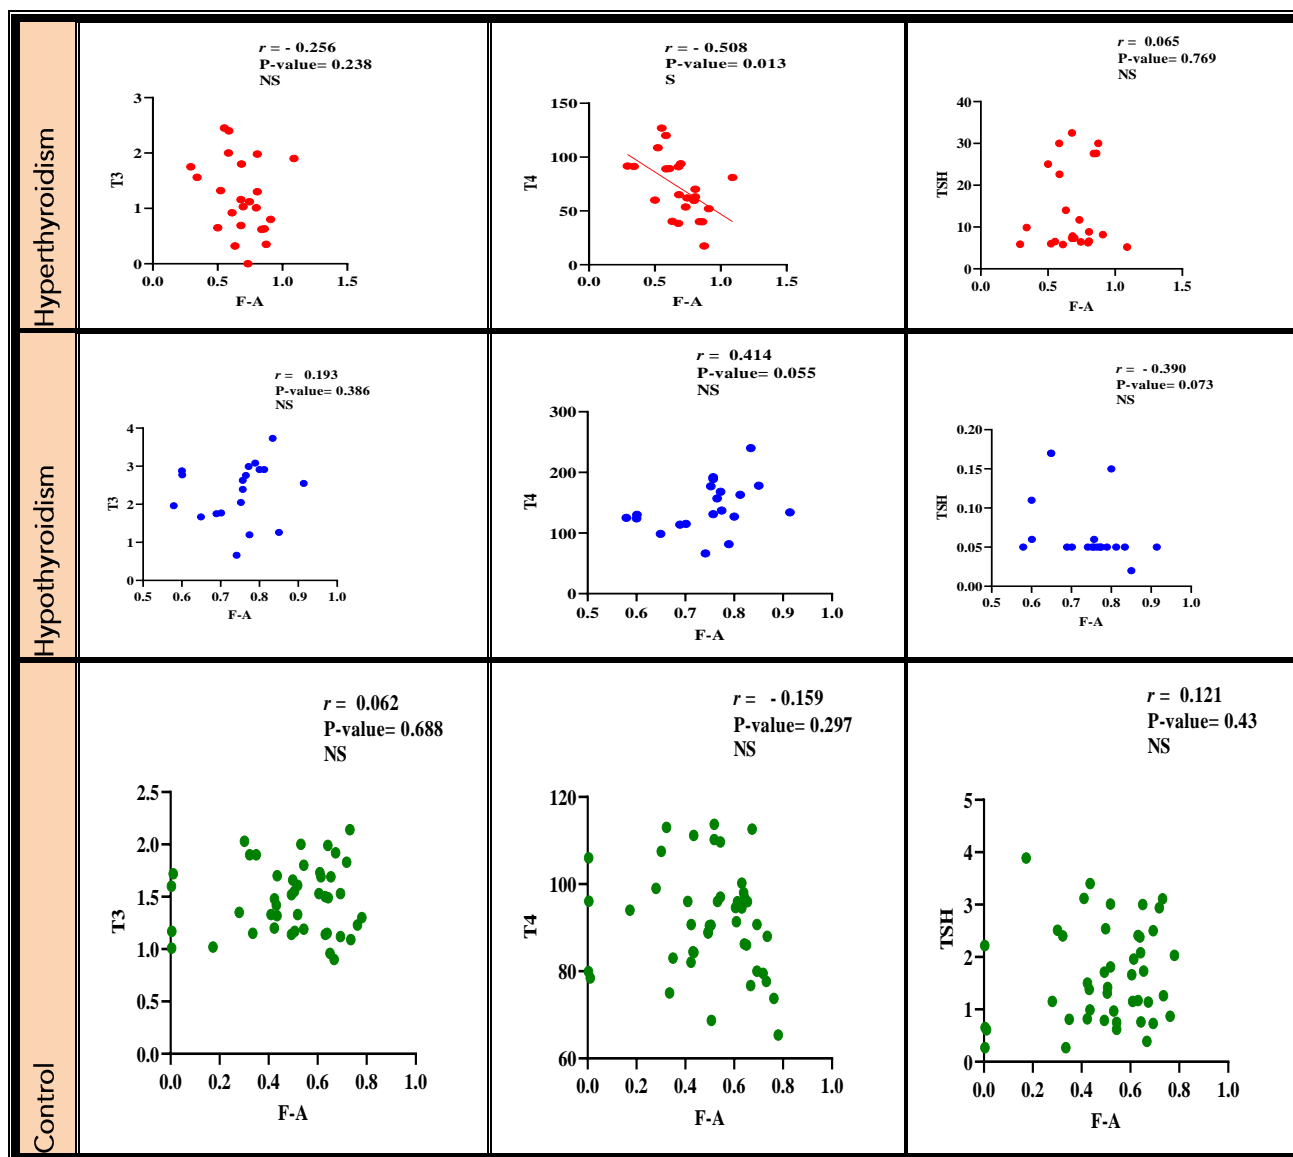 Hyperthyroidism
r = - 0.256
P-value= 0.238
NS
3
2
1
0
T3
0.0 0.5 1.0 1.5
F-A
r = - 0.508
P-value= 0.013
S
150
100
50
0
T4
0.0 0.5 1.0 1.5
F-A
r = 0.065
P-value= 0.769
NS
40
30
20
10
0
TSH
0.0 0.5 1.0 1.5
F-A
Hypothyroidism
r = 0.193
P-value= 0.386
NS
4
3
2
1
0
T3
0.5 0.6 0.7 0.8 0.9 1.0
F-A
r = 0.414
P-value= 0.055
NS
300
200
100
0
T4
0.5 0.6 0.7 0.8 0.9 1.0
F-A
r = - 0.390
P-value= 0.073
NS
0.20
0.15
0.10
0.05
0.00
TSH
0.5 0.6 0.7 0.8 0.9 1.0
F-A
Control
r = 0.062
P-value= 0.688
NS
2.5
2.0
1.5
1.0
0.5
0.0
T3
0.0 0.2 0.4 0.6 0.8 1.0
F-A
r = - 0.159
P-value= 0.297
NS
120
100
80
60
T4
0.0 0.2 0.4 0.6 0.8 1.0
F-A
r = 0.121
P-value= 0.43
NS
5
4
3
2
1
0
TSH
0.0 0.2 0.4 0.6 0.8 1.0
F-A